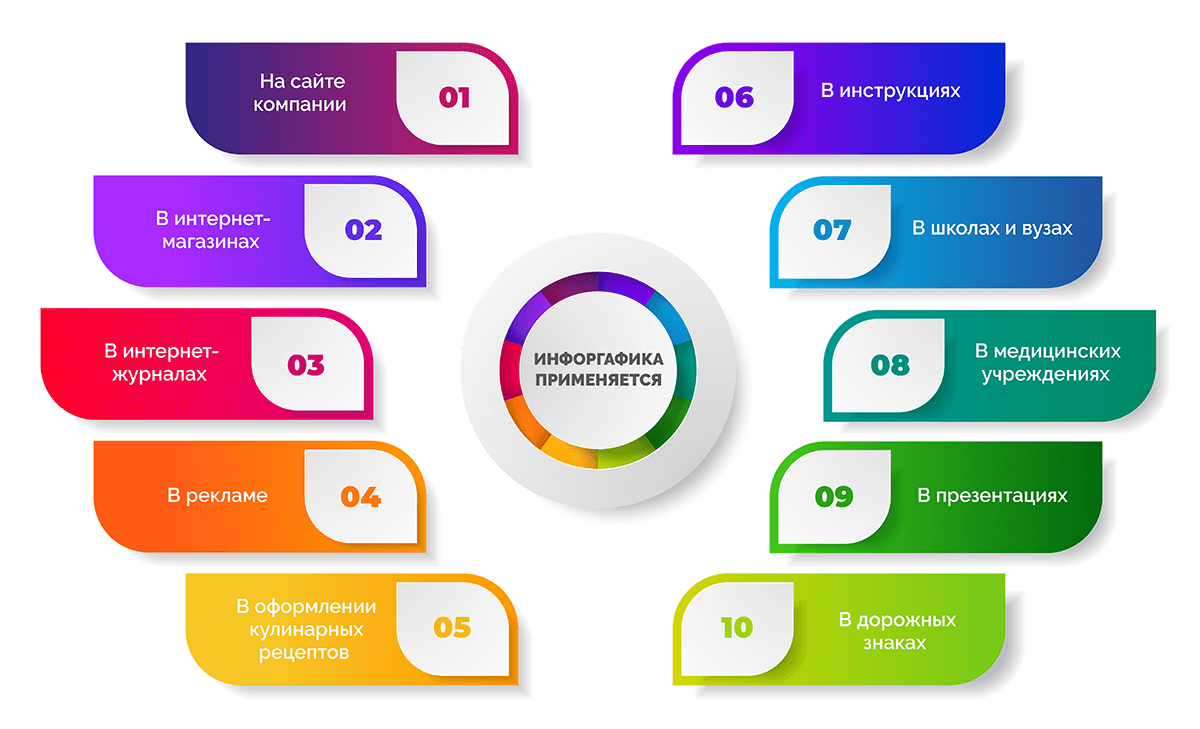 На сайте
компании
01
В интернет-
магазинах
02
В интернет-
журналах
03
В рекламе
04
В оформлении
кулинарных
рецептов
05
ИНФОРГАФИКА
ПРИМЕНЯЕТСЯ
06
В инструкциях
07
В школах и вузах
08
В медицинских
учреждениях
09
В презентациях
10
В дорожных
знаках